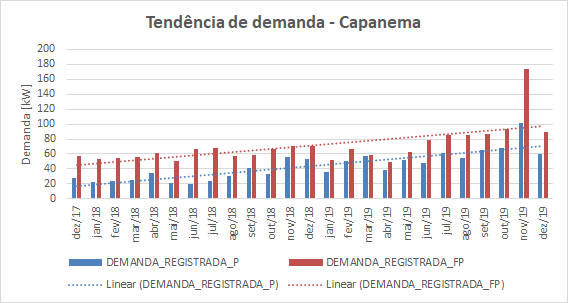 Tendência de demanda - Capanema
Demanda [kW]
200
180
160
140
120
100
80
60
40
20
0
dez/17
jan/18
fev/18
mar/18
abr/18
mai/18
jun/18
jul/18
ago/18
set/18
out/18
nov/18
dez/18
jan/19
fev/19
mar/19
abr/19
mai/19
jun/19
jul/19
ago/19
set/19
out/19
nov/19
dez/19
DEMANDA_REGISTRADA_P
DEMANDA_REGISTRADA_FP
Linear (DEMANDA_REGISTRADA_P)
Linear (DEMANDA_REGISTRADA_FP)